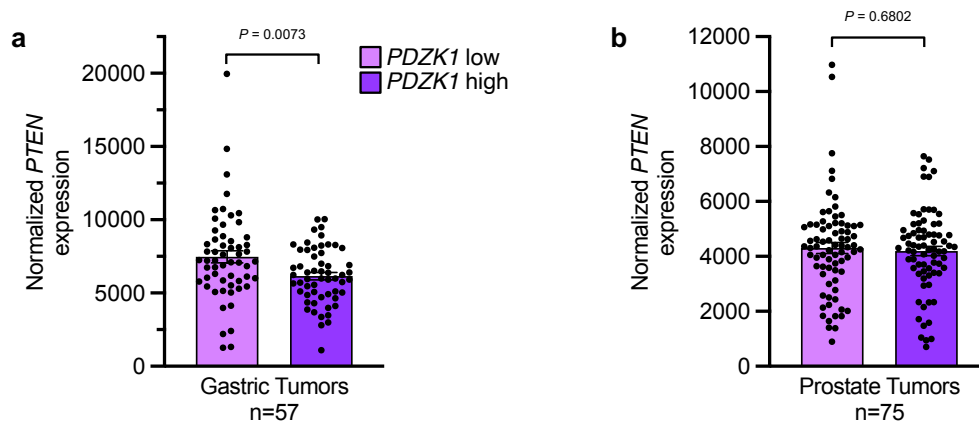 a
P = 0.0073
PDZK1 low
PDZK1 high
Normalized PTEN
expression
20000
15000
10000
5000
0
Gastric Tumors
n=57
b
P = 0.6802
Normalized PTEN
expression
12000
10000
8000
6000
4000
2000
0
Prostate Tumors
n=75